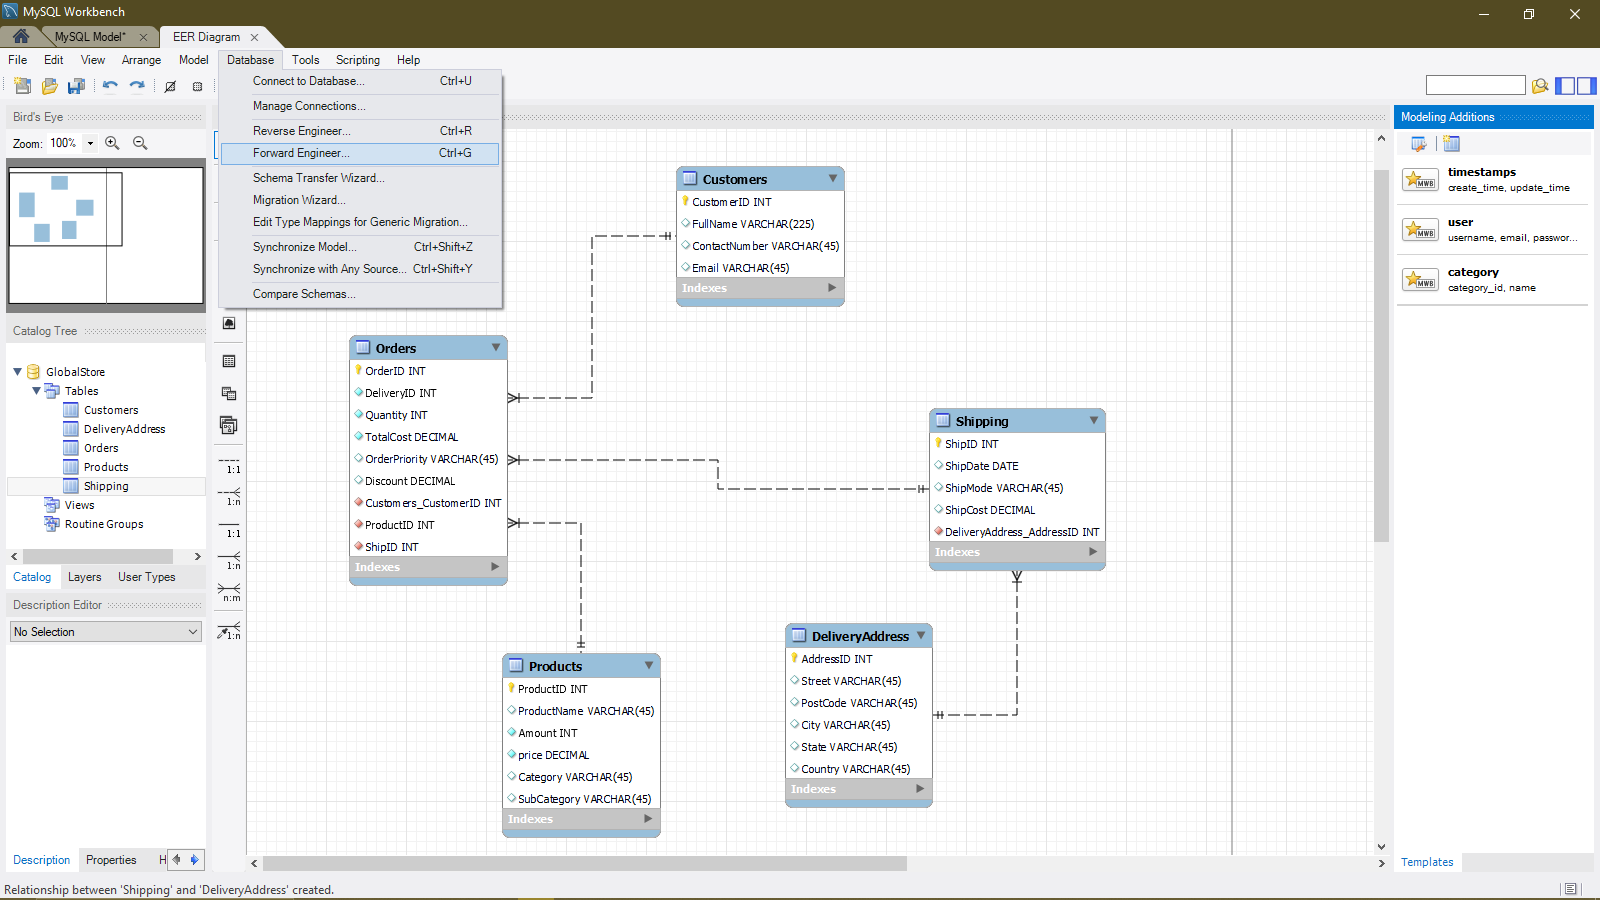 MySQL Workbench
MySQL Model*
EER Diagram
File Edit View Arrange Model Database Tools Scripting Help
Connect to Database... Ctrl+U
Manage Connections...
Reverse Engineer... Ctrl+R
Forward Engineer... Ctrl+G
Schema Transfer Wizard...
Migration Wizard...
Edit Type Mappings for Generic Migration...
Synchronize Model... Ctrl+Shift+Z
Synchronize with Any Source... Ctrl+Shift+Y
Compare Schemas...
Bird's Eye
Zoom: 100%
Catalog Tree
GlobalStore
Tables
Customers
DeliveryAddress
Orders
Products
Shipping
Views
Routine Groups
Catalog Layers User Types
Description Editor
No Selection
Description Properties H
1:1
1:n
1:1
1:n
n:m
1:n
Customers
CustomerID INT
FullName VARCHAR(225)
ContactNumber VARCHAR(45)
Email VARCHAR(45)
Indexes
Orders
OrderID INT
DeliveryID INT
Quantity INT
TotalCost DECIMAL
OrderPriority VARCHAR(45)
Discount DECIMAL
Customers_CustomerID INT
ProductID INT
ShipID INT
Indexes
Shipping
ShipID INT
ShipDate DATE
ShipMode VARCHAR(45)
ShipCost DECIMAL
DeliveryAddress_AddressID INT
Indexes
Products
ProductID INT
ProductName VARCHAR(45)
Amount INT
price DECIMAL
Category VARCHAR(45)
SubCategory VARCHAR(45)
Indexes
DeliveryAddress
AddressID INT
Street VARCHAR(45)
PostCode VARCHAR(45)
City VARCHAR(45)
State VARCHAR(45)
Country VARCHAR(45)
Indexes
Modeling Additions
MWB
timestamps
create_time, update_time
MWB
user
username, email, passwor...
MWB
category
category_id, name
Templates
Relationship between 'Shipping' and 'DeliveryAddress' created.